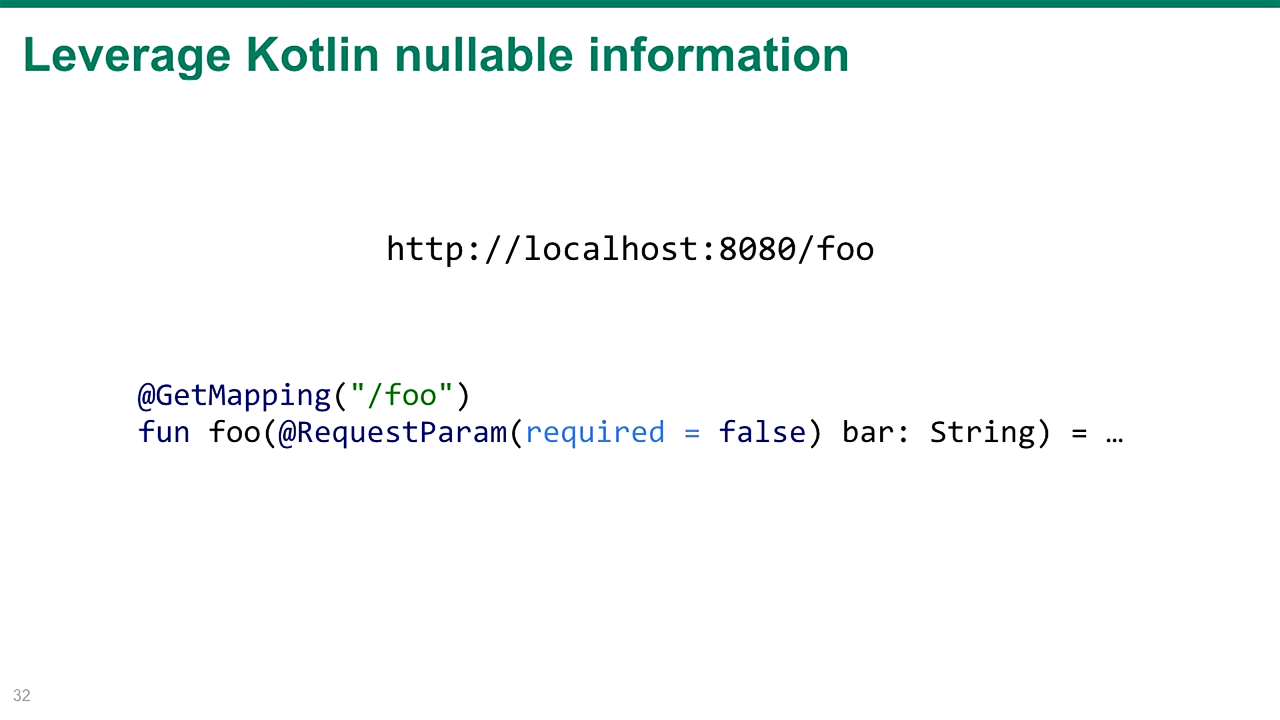 Leverage Kotlin nullable information
http://localhost:8080/foo
@GetMapping("/foo")
fun foo(@RequestParam(required = false) bar: String) = …
32